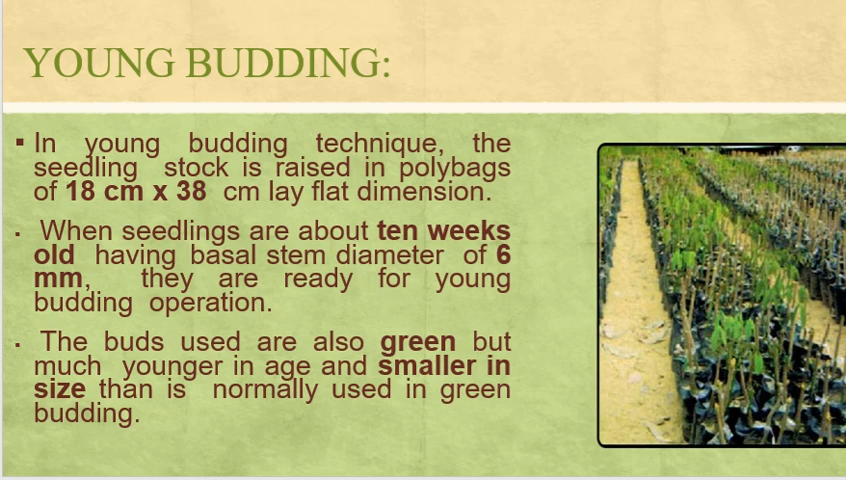 YOUNG BUDDING:
▪ In young budding technique, the
seedling stock is raised in polybags
of 18 cm x 38 cm lay flat dimension.
▪ When seedlings are about ten weeks
old having basal stem diameter of 6
mm, they are ready for young
budding operation.
▪ The buds used are also green but
much younger in age and smaller in
size than is normally used in green
budding.